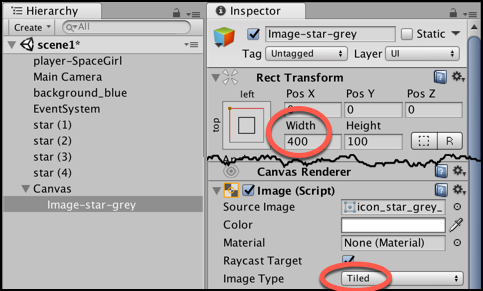 Hierarchy
Create
All
scene1*
player-SpaceGirl
Main Camera
background_blue
EventSystem
star (1)
star (2)
star (3)
star (4)
Canvas
Image-star-grey
Inspector
Image-star-grey Static
Tag Untagged Layer UI
Rect Transform
left Pos X Pos Y Pos Z
0 0
top
Width Height
400 100 R
Canvas Renderer
Image (Script)
Source Image icon_star_grey_
Color
Material None (Material)
Raycast Target
Image Type Tiled